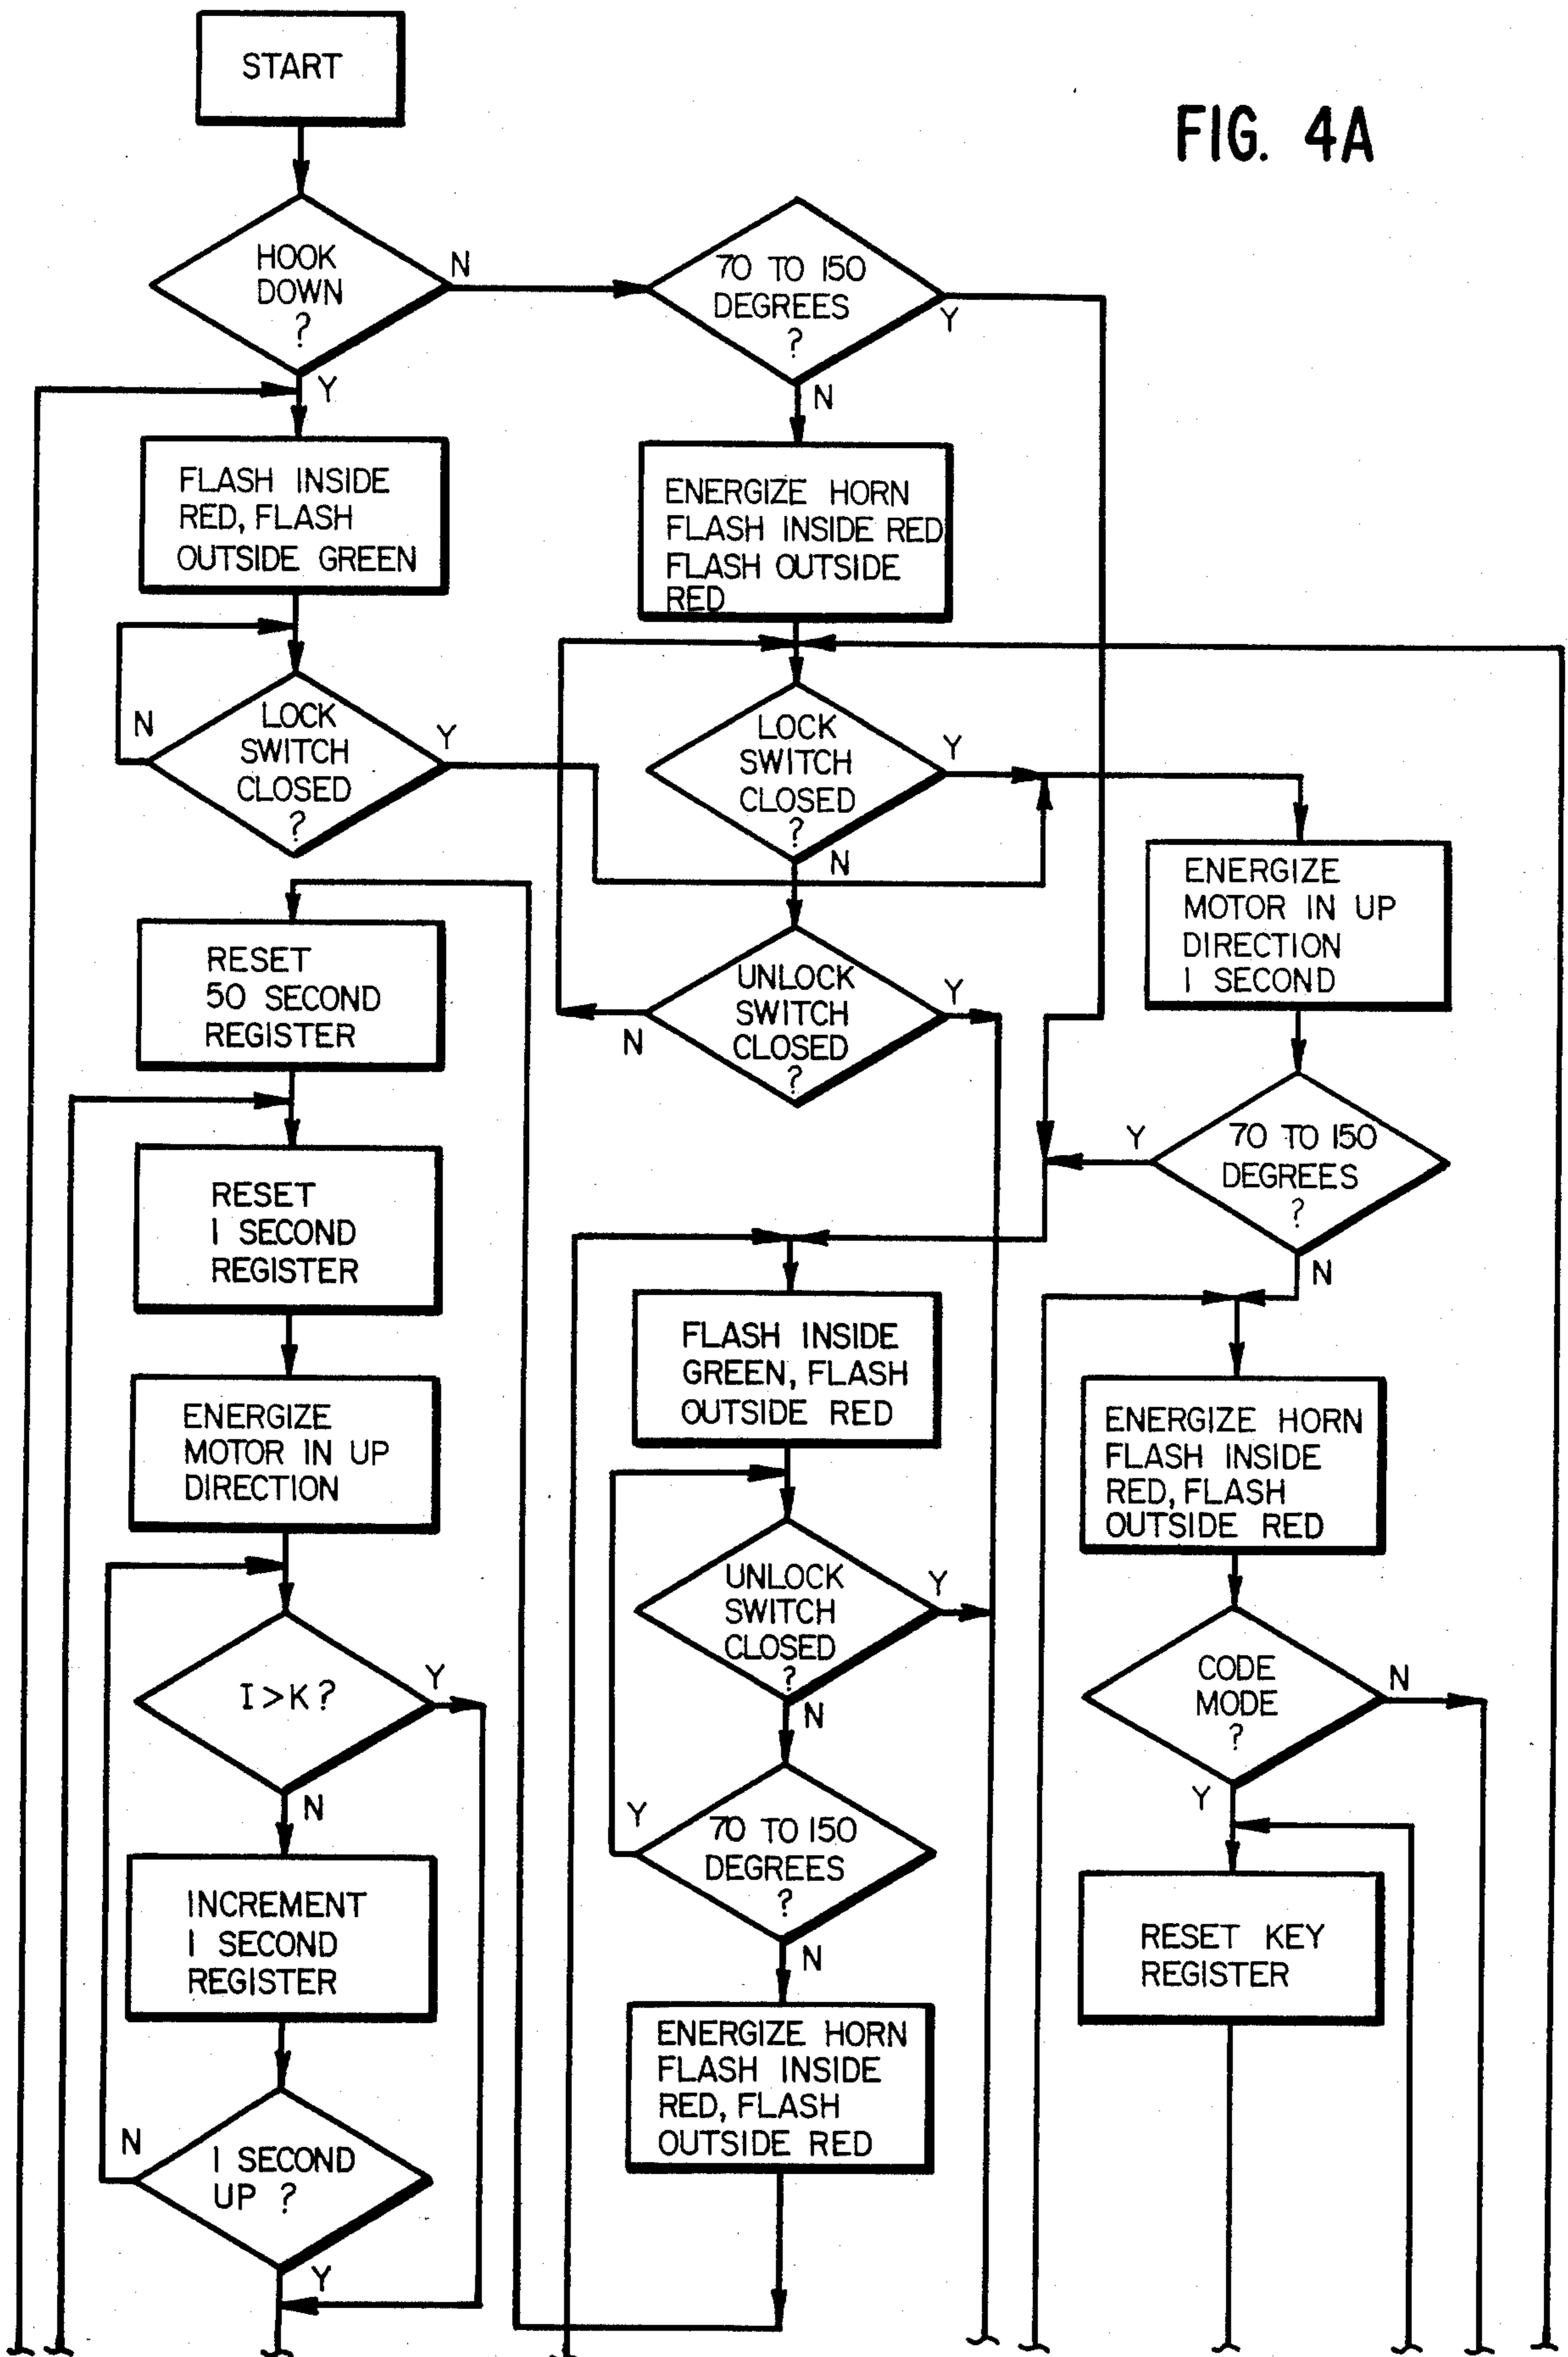 FIG. 4A
START
HOOK
DOWN
?
N
Y
70 TO 150
DEGREES
?
Y
N
FLASH INSIDE
RED, FLASH
OUTSIDE GREEN
ENERGIZE HORN
FLASH INSIDE RED
FLASH OUTSIDE
RED
LOCK
SWITCH
CLOSED
?
N
Y
LOCK
SWITCH
CLOSED
?
Y
N
ENERGIZE
MOTOR IN UP
DIRECTION
1 SECOND
RESET
50 SECOND
REGISTER
UNLOCK
SWITCH
CLOSED
?
Y
N
70 TO 150
DEGREES
?
Y
N
RESET
1 SECOND
REGISTER
FLASH INSIDE
GREEN, FLASH
OUTSIDE RED
ENERGIZE
MOTOR IN UP
DIRECTION
ENERGIZE HORN
FLASH INSIDE
RED, FLASH
OUTSIDE RED
UNLOCK
SWITCH
CLOSED
?
Y
N
I>K?
Y
N
CODE
MODE
?
N
Y
70 TO 150
DEGREES
?
Y
N
INCREMENT
1 SECOND
REGISTER
RESET KEY
REGISTER
ENERGIZE HORN
FLASH INSIDE
RED, FLASH
OUTSIDE RED
1 SECOND
UP ?
N
Y